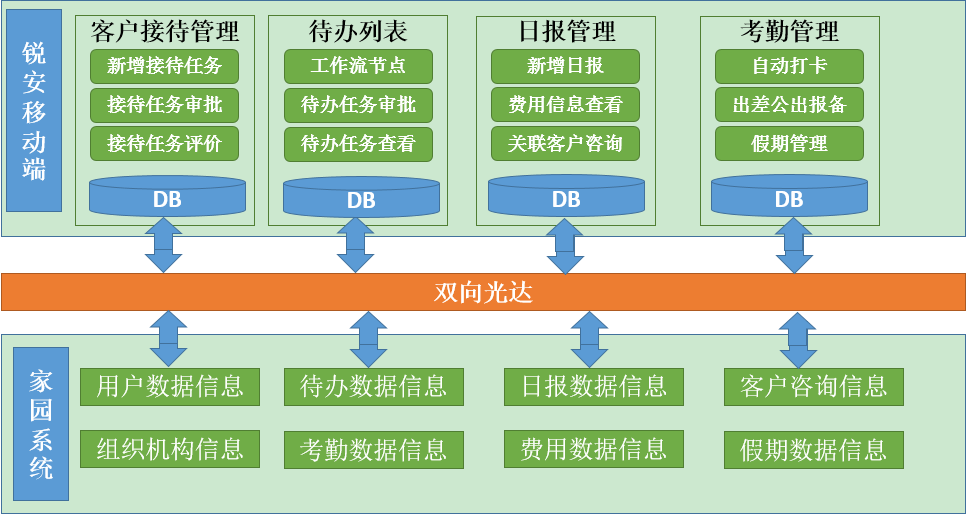 锐安移动端
客户接待管理
新增接待任务
接待任务审批
接待任务评价
DB
待办列表
工作流节点
待办任务审批
待办任务查看
DB
日报管理
新增日报
费用信息查看
关联客户咨询
DB
考勤管理
自动打卡
出差公出报备
假期管理
DB
双向光达
家园系统
用户数据信息
待办数据信息
日报数据信息
客户咨询信息
组织机构信息
考勤数据信息
费用数据信息
假期数据信息